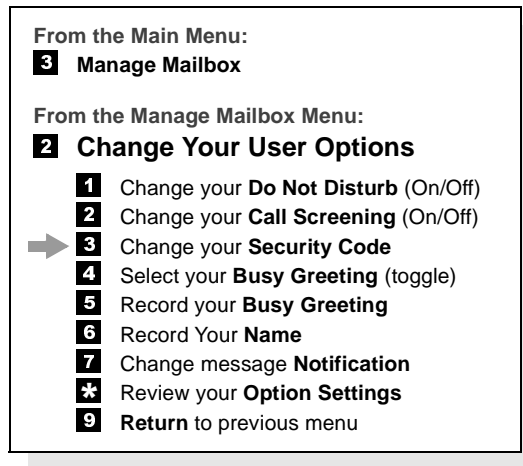 From the Main Menu:
3 Manage Mailbox
From the Manage Mailbox Menu:
2 Change Your User Options
1 Change your Do Not Disturb (On/Off)
2 Change your Call Screening (On/Off)
3 Change your Security Code
4 Select your Busy Greeting (toggle)
5 Record your Busy Greeting
6 Record Your Name
7 Change message Notification
* Review your Option Settings
9 Return to previous menu